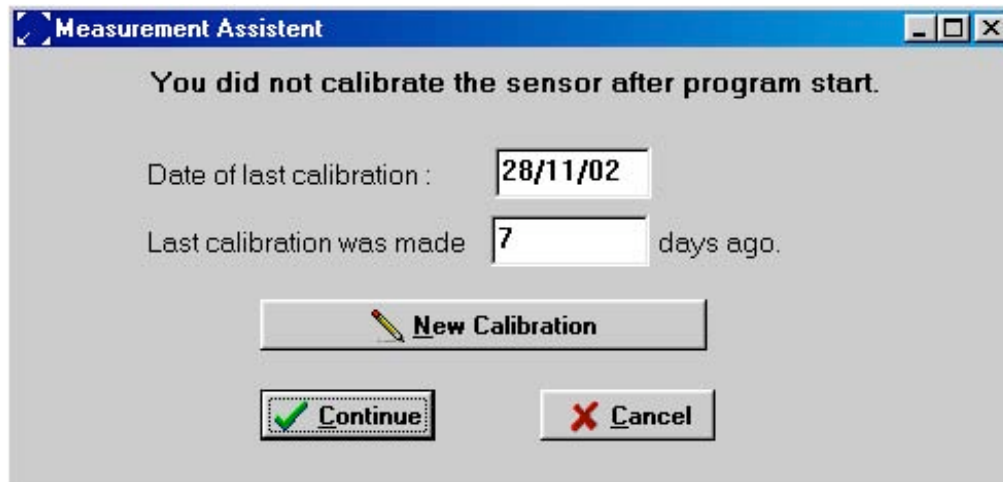 Measurement Assistent
You did not calibrate the sensor after program start.
Date of last calibration : 28/11/02
Last calibration was made 7 days ago.
New Calibration
Continue Cancel